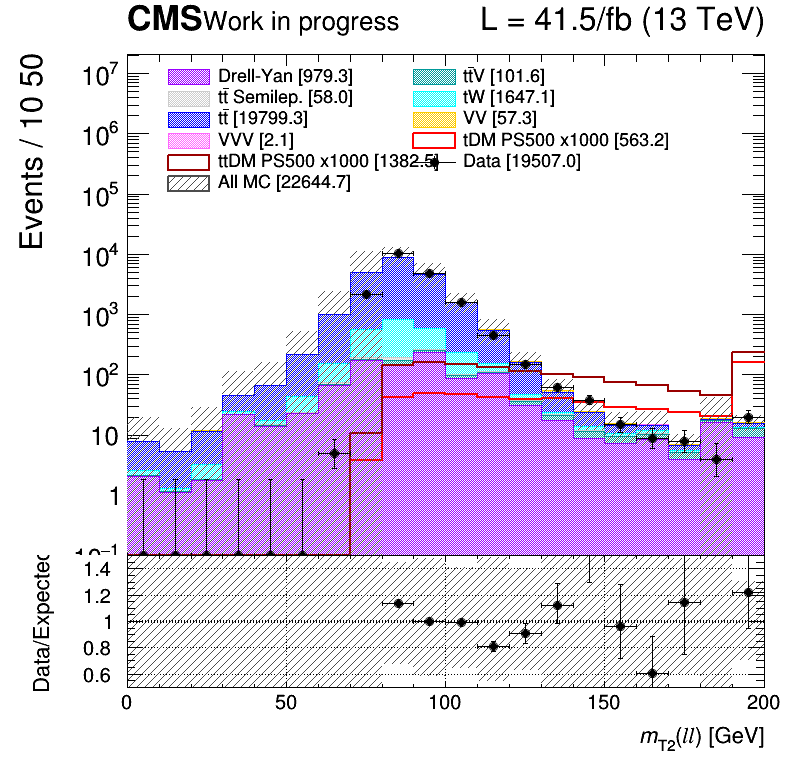 CMS Work in progress L = 41.5/fb (13 TeV)
Events / 10 50
10⁷
10⁶
10⁵
10⁴
10³
10²
10
1
10⁻¹
Drell-Yan [979.3] tt̄V [101.6]
tt̄ Semilep. [58.0] tW [1647.1]
tt̄ [19799.3] VV [57.3]
VVV [2.1] tDM PS500 x1000 [563.2]
ttDM PS500 x1000 [1382.5] Data [19507.0]
All MC [22644.7]
Data/Expected
1.4
1.2
1
0.8
0.6
0 50 100 150 200
m_T2(ll) [GeV]